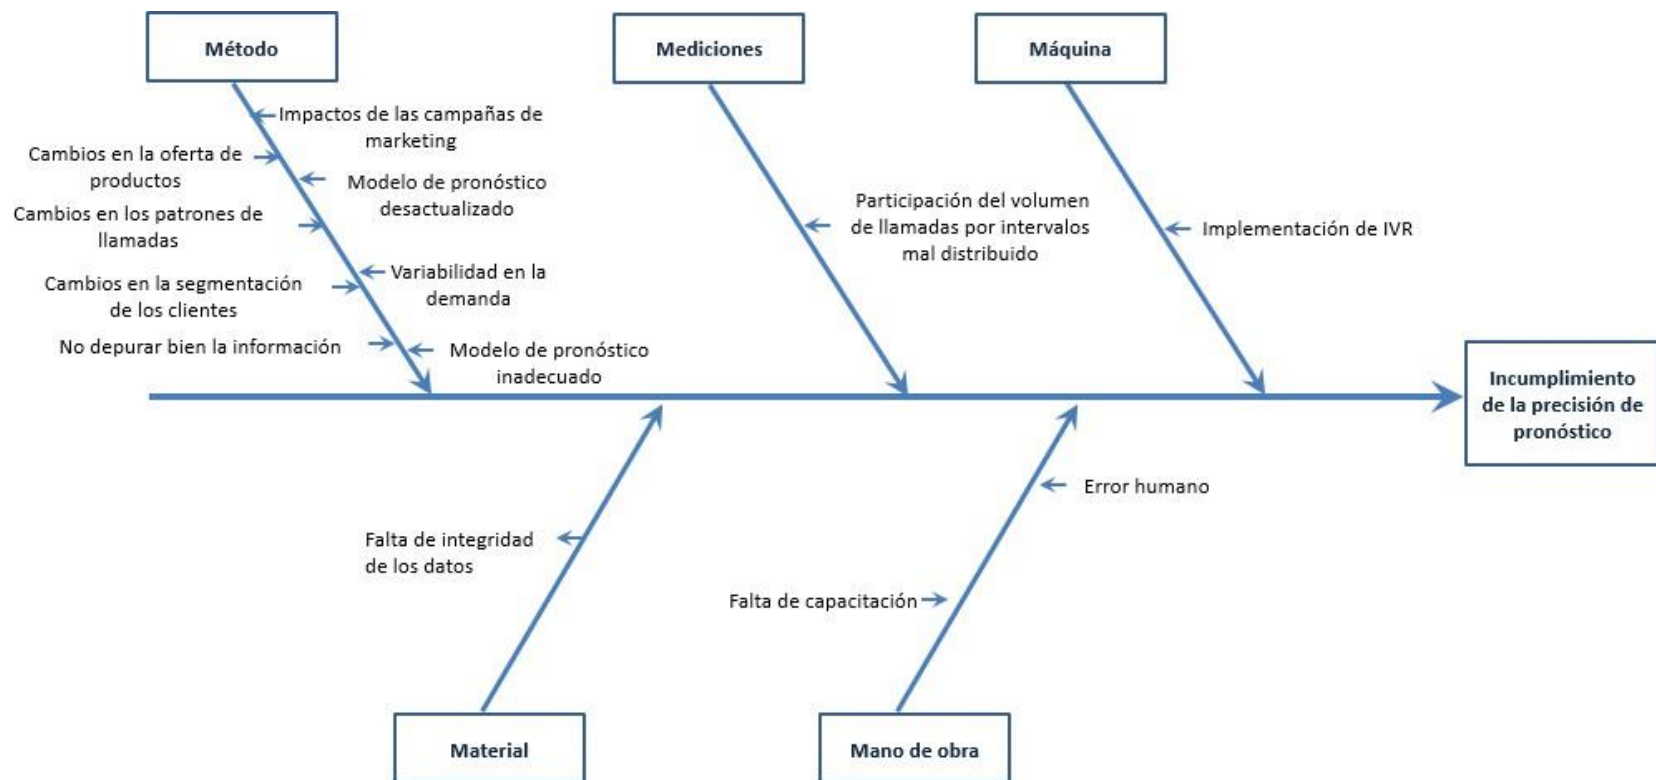 Método
Mediciones
Máquina
Impactos de las campañas de
marketing
Cambios en la oferta de
productos
Modelo de pronóstico
desactualizado
Cambios en los patrones de
llamadas
Participación del volumen
de llamadas por intervalos
mal distribuido
Implementación de IVR
Variabilidad en la
demanda
Cambios en la segmentación
de los clientes
No depurar bien la información
Modelo de pronóstico
inadecuado
Incumplimiento
de la precisión de
pronóstico
Error humano
Falta de integridad
de los datos
Falta de capacitación
Material
Mano de obra